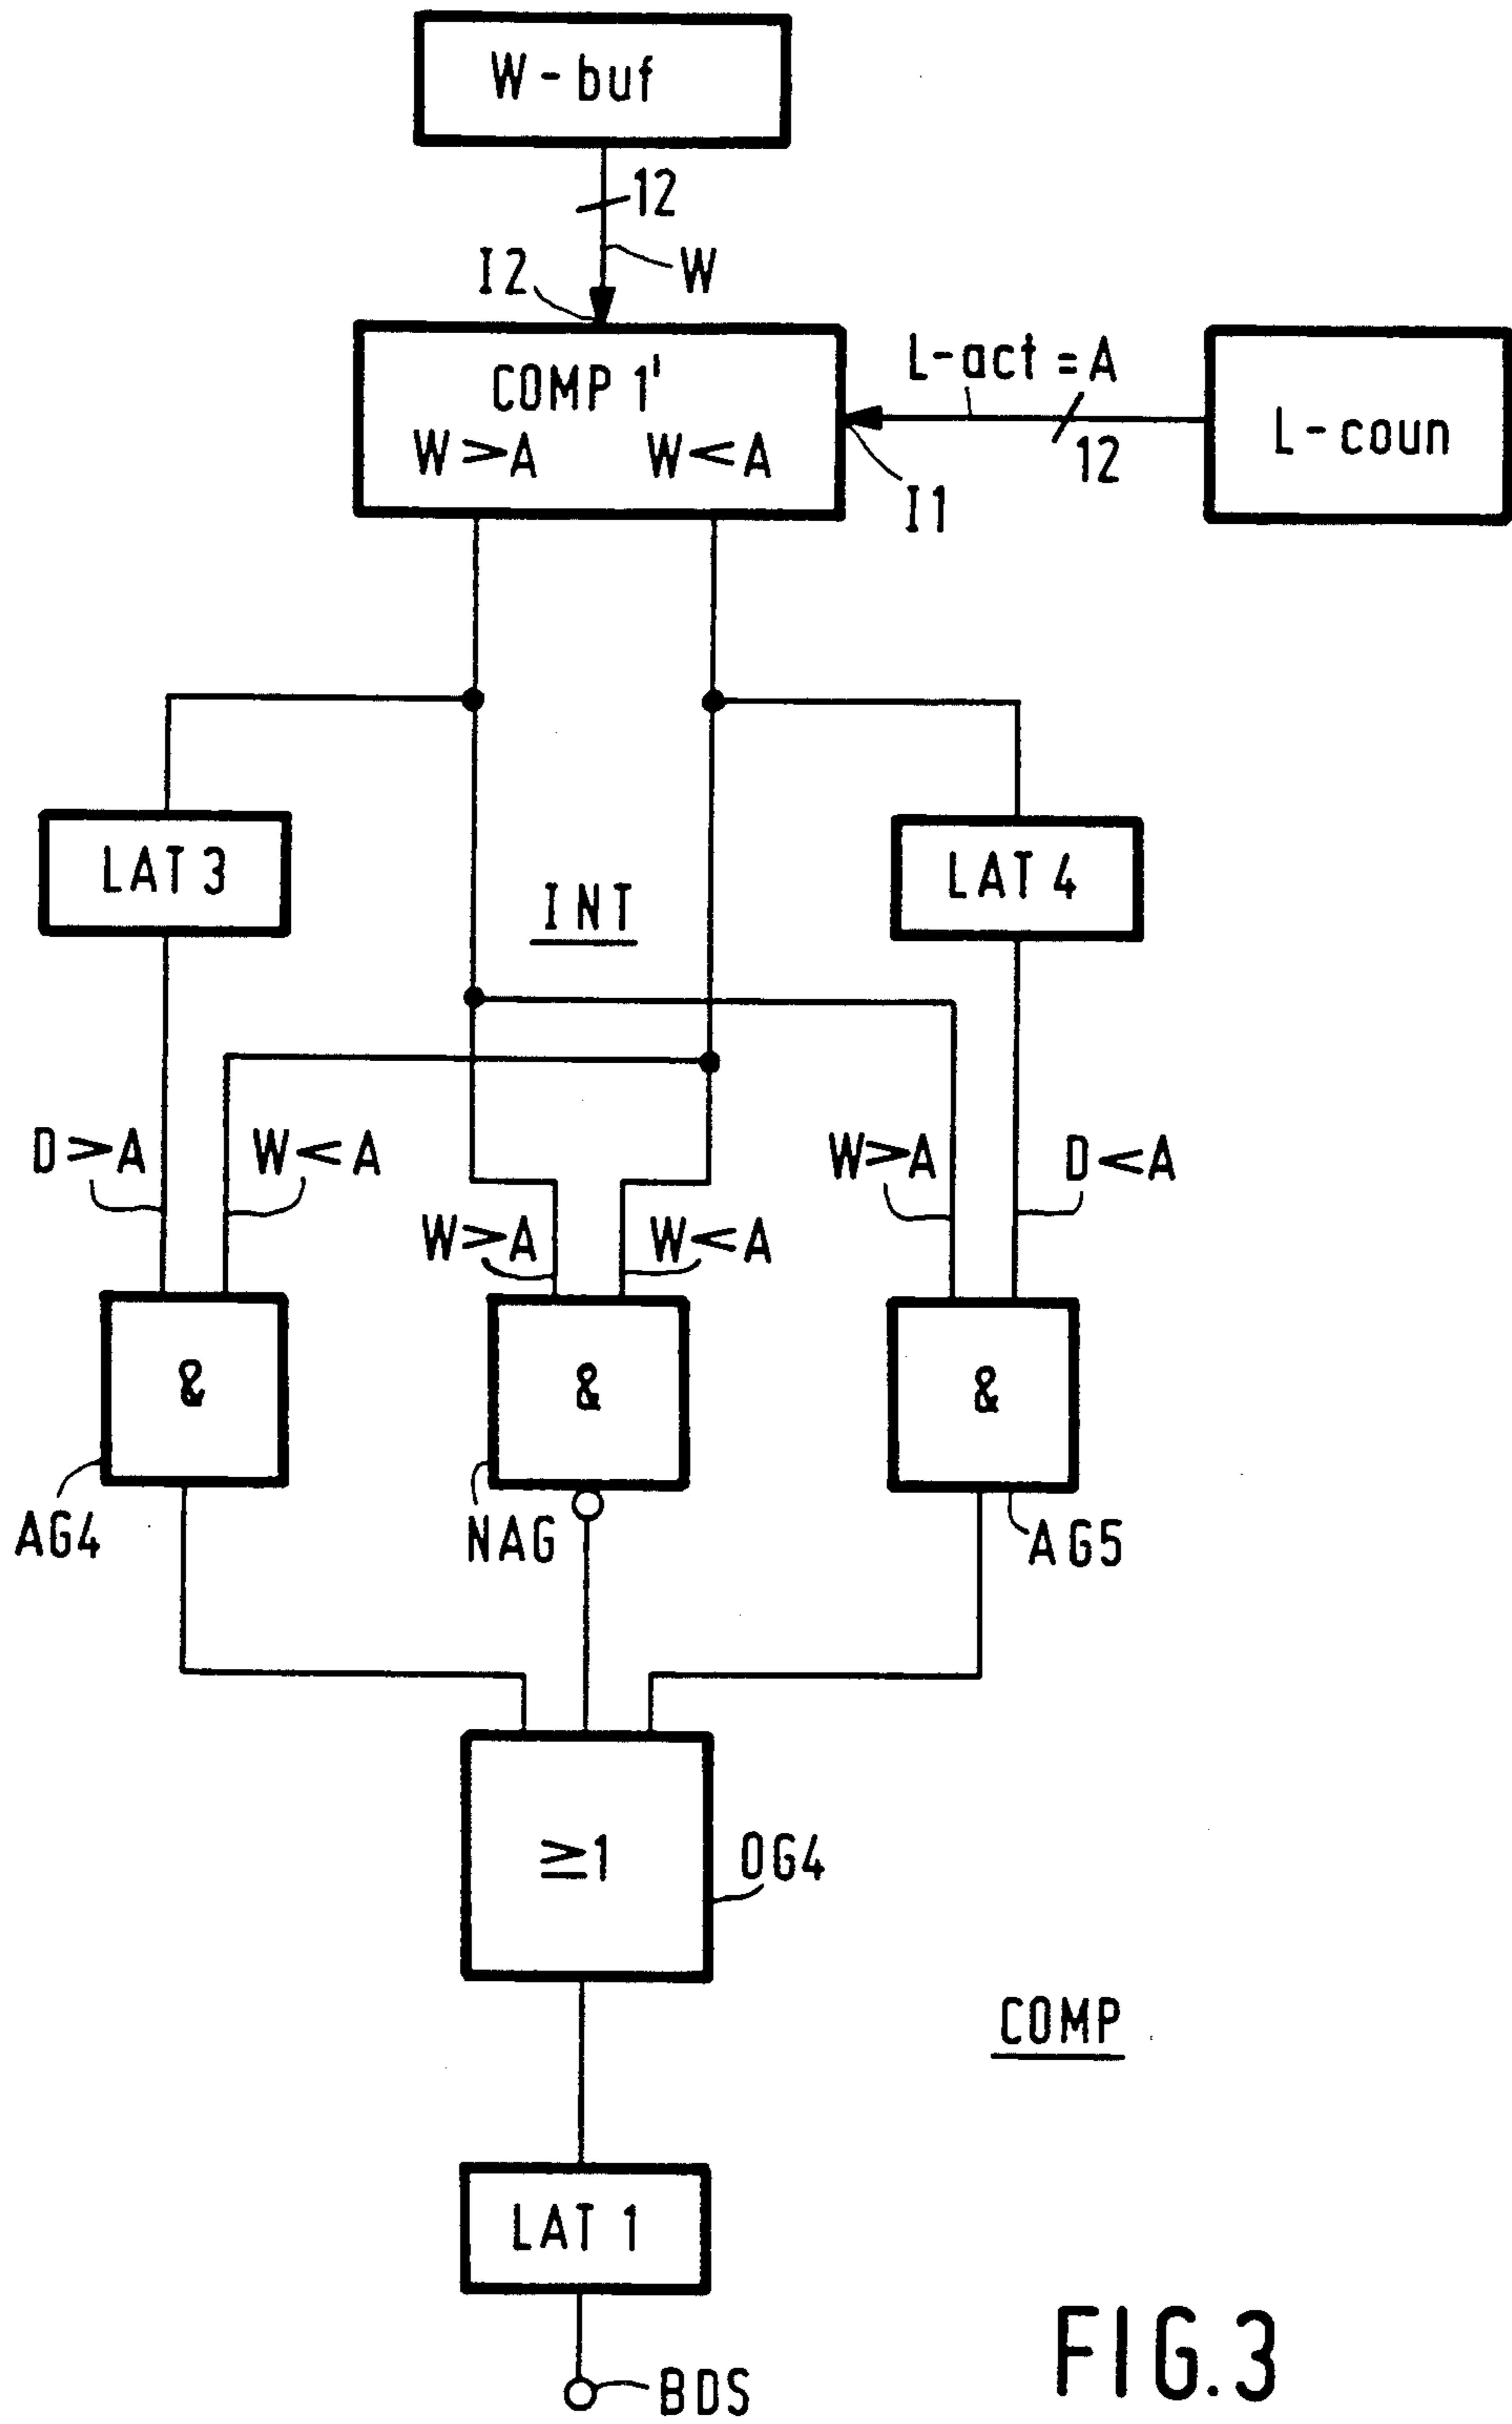 W-buf
12
I2
W
COMP 1'
W>A W<A
L-act=A
12
I1
L-coun
LAT 3
INT
LAT 4
D>A
W<A
W>A
W<A
W>A
D<A
&
&
&
AG4
NAG
AG5
≥1
OG4
COMP
LAT 1
BDS
FIG.3